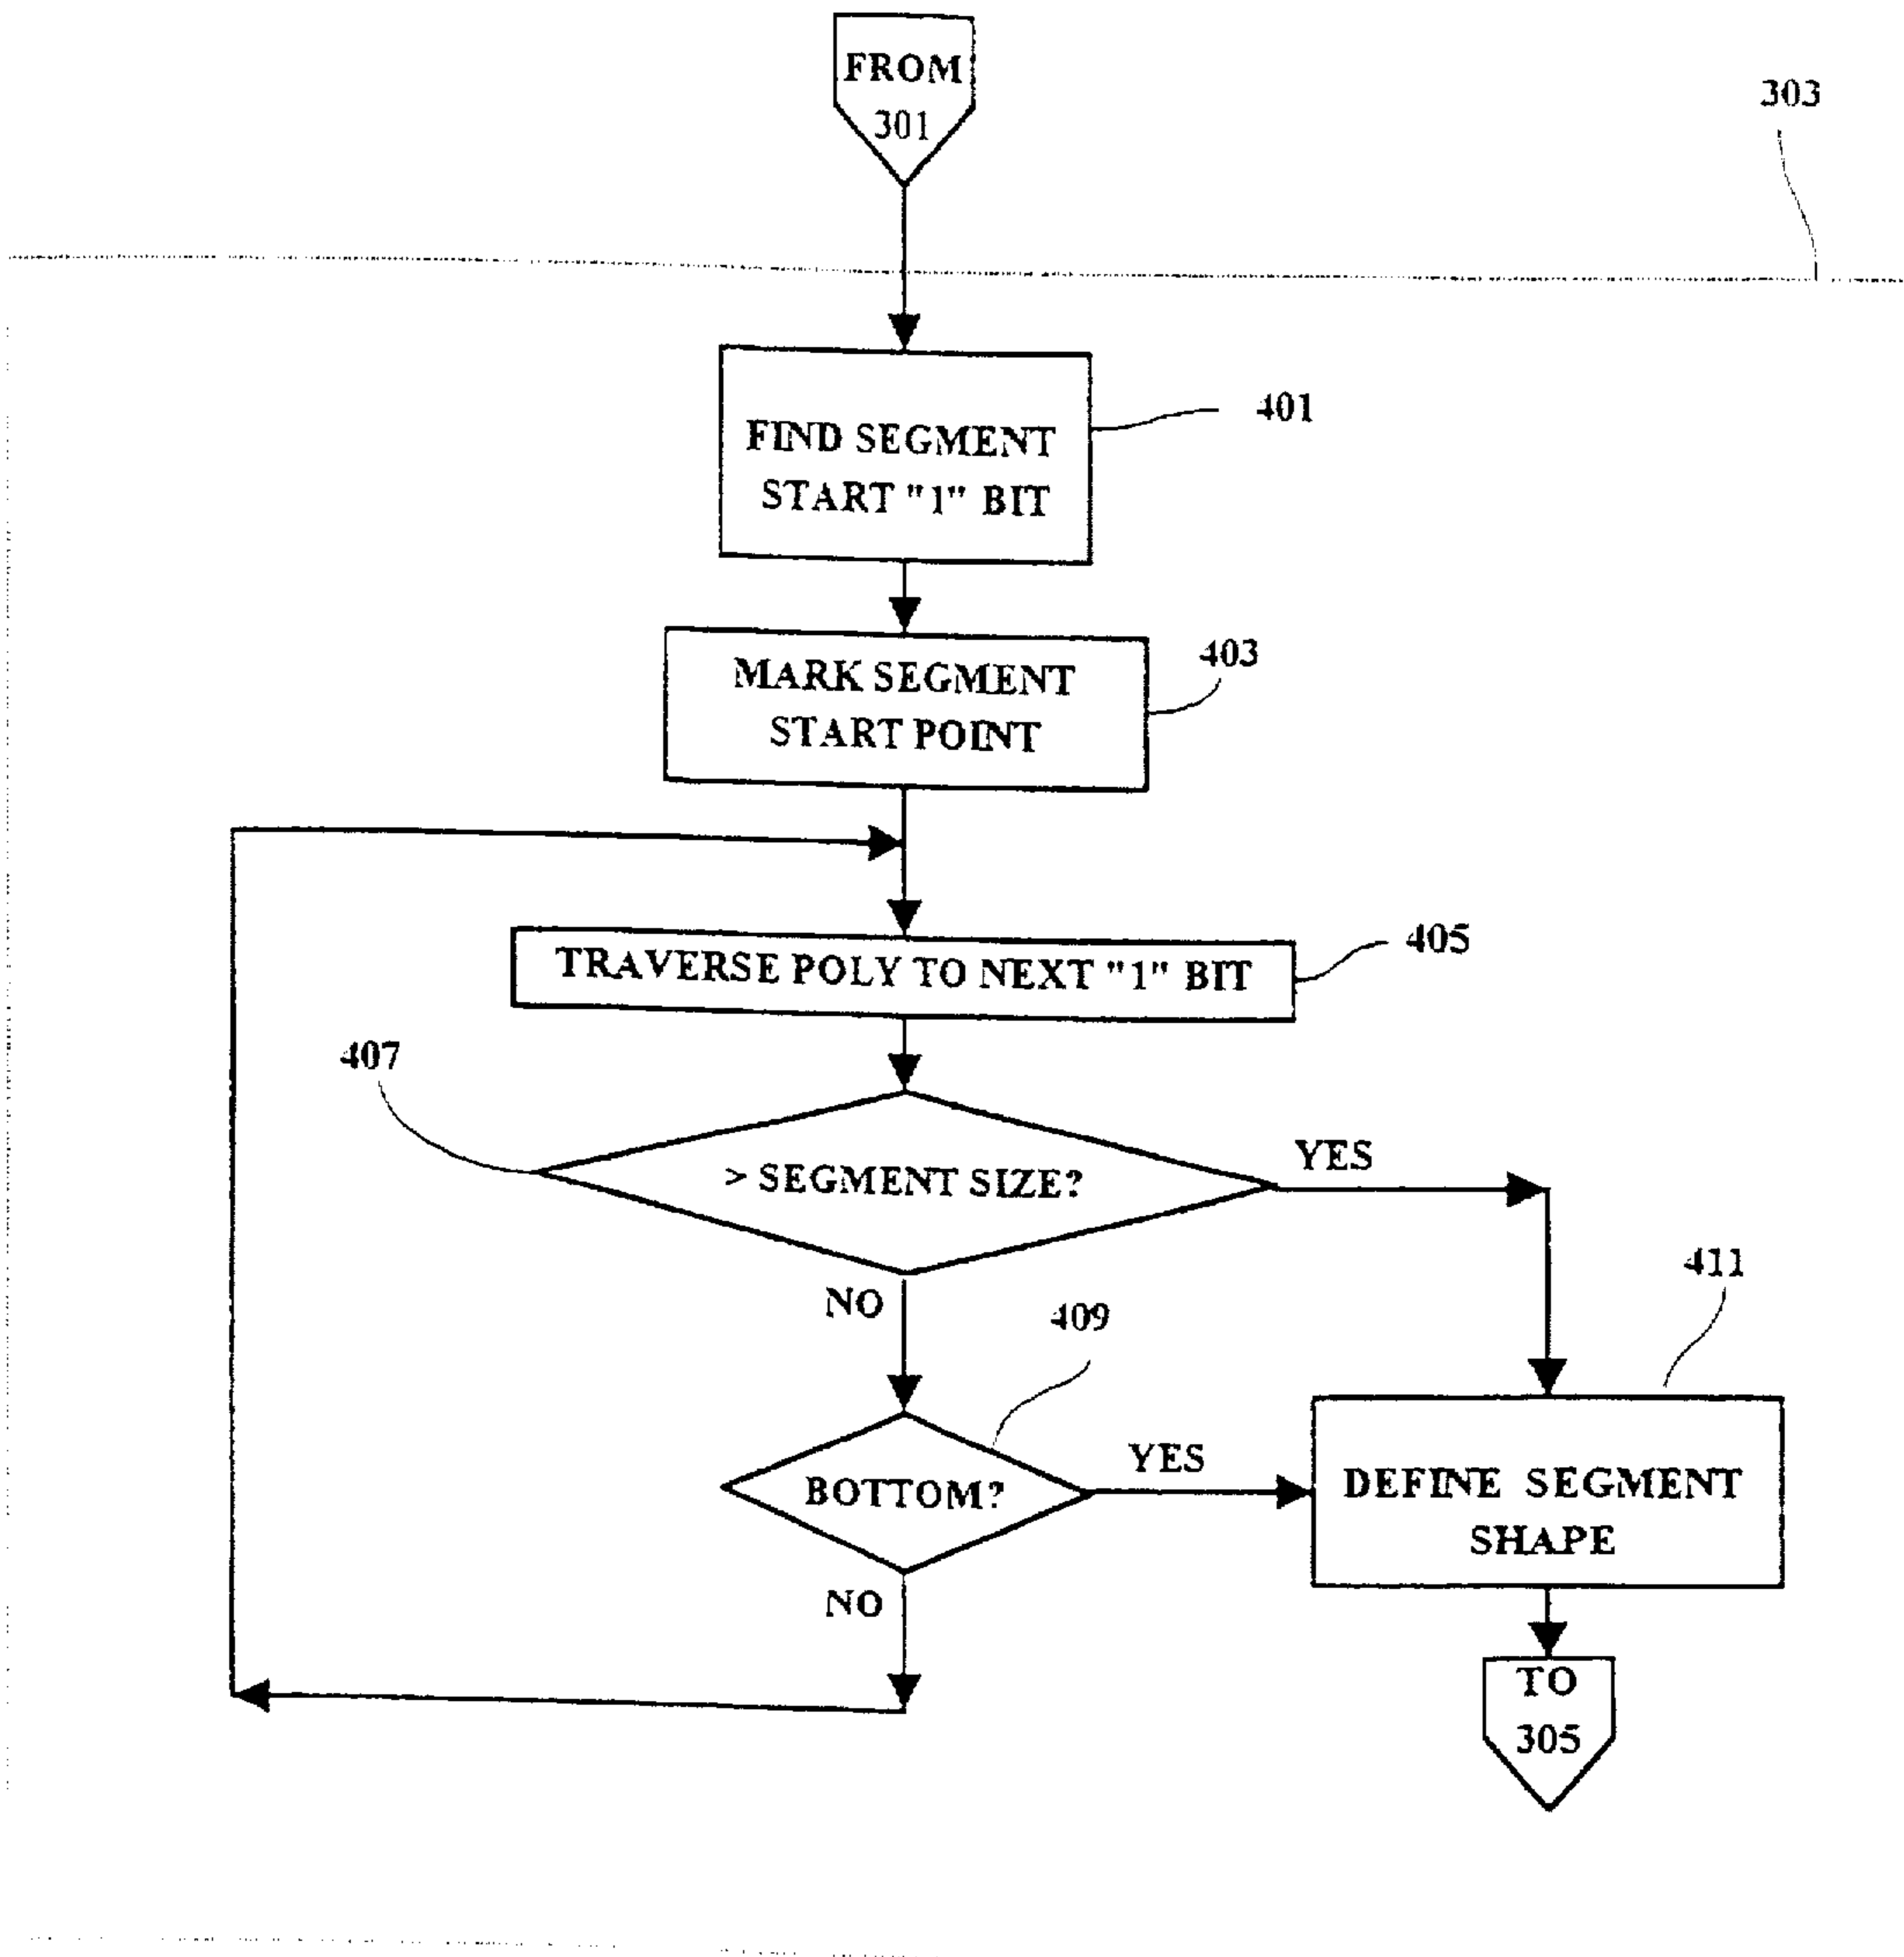 FROM
301
303
FIND SEGMENT
START "1" BIT
401
MARK SEGMENT
START POINT
403
TRAVERSE POLY TO NEXT "1" BIT
405
407
> SEGMENT SIZE?
YES
NO
409
411
BOTTOM?
YES
DEFINE SEGMENT
SHAPE
NO
TO
305